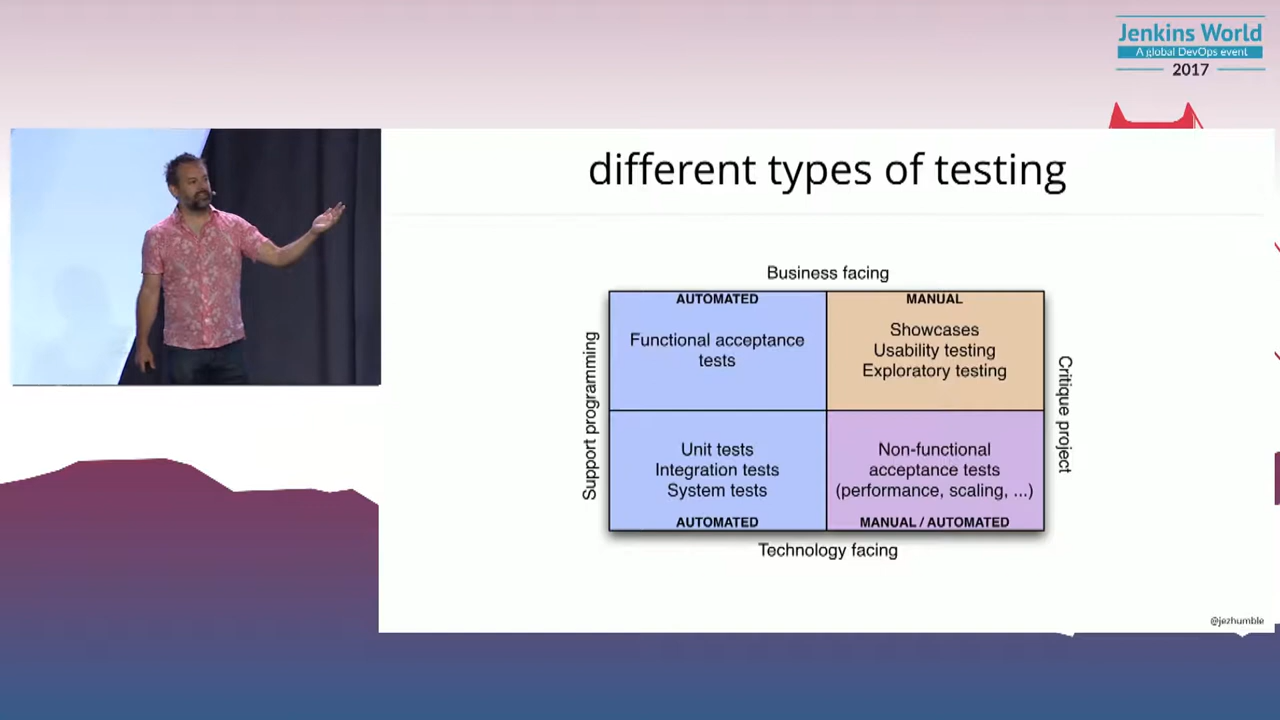 Jenkins World
A global DevOps event
2017
different types of testing
Business facing
AUTOMATED
Functional acceptance
tests
MANUAL
Showcases
Usability testing
Exploratory testing
Support programming
Critique project
Unit tests
Integration tests
System tests
AUTOMATED
Non-functional
acceptance tests
(performance, scaling, ...)
MANUAL / AUTOMATED
Technology facing
@jezhumble